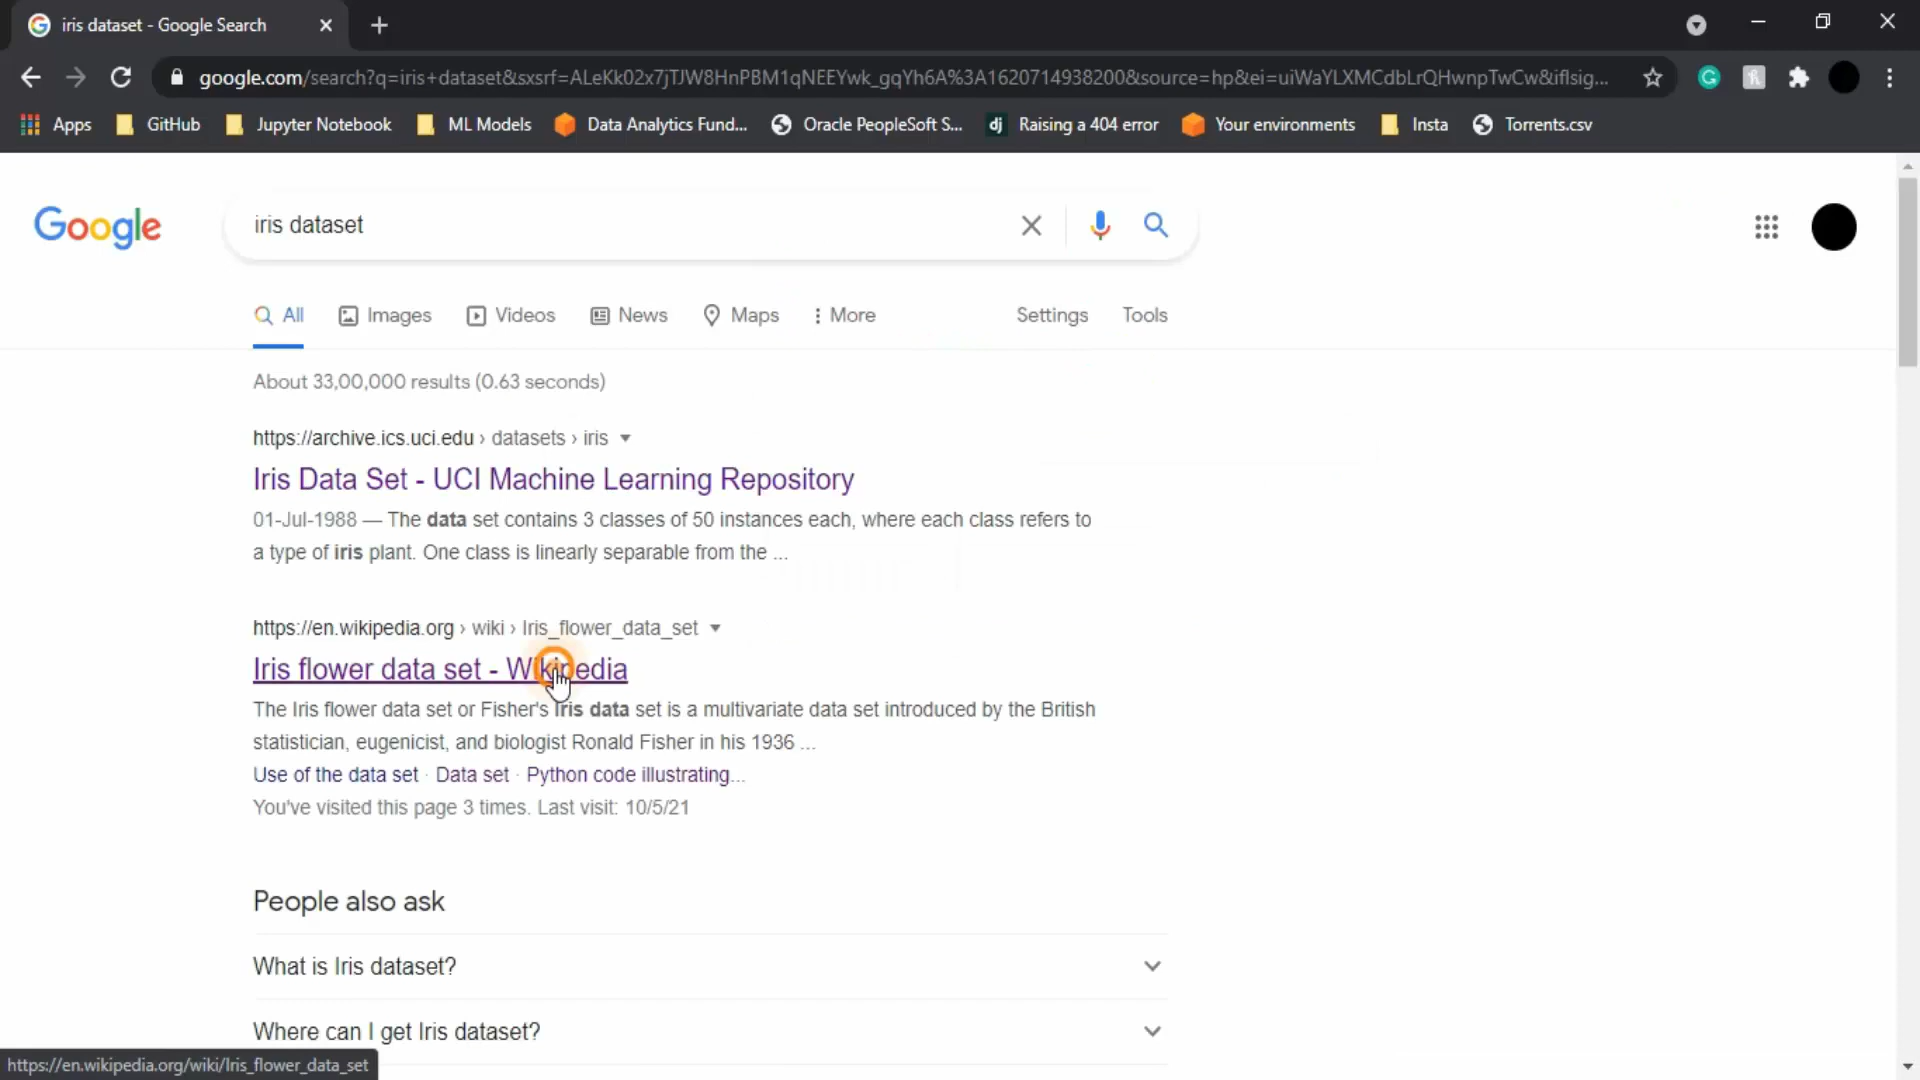 iris dataset - Google Search
google.com/search?q=iris+dataset&sxsrf=ALeKk02x7jTJW8HnPBM1qNEEYwk_gqYh6A%3A1620714938200&source=hp&ei=uiWaYLXMCdbLrQHwnpTwCw&iflsig...
Apps GitHub Jupyter Notebook ML Models Data Analytics Fund... Oracle PeopleSoft S... dj Raising a 404 error Your environments Insta Torrents.csv
Google iris dataset
All Images Videos News Maps More Settings Tools
About 33,00,000 results (0.63 seconds)
https://archive.ics.uci.edu › datasets › iris
Iris Data Set - UCI Machine Learning Repository
01-Jul-1988 — The data set contains 3 classes of 50 instances each, where each class refers to
a type of iris plant. One class is linearly separable from the ...
https://en.wikipedia.org › wiki › Iris_flower_data_set
Iris flower data set - Wikipedia
The Iris flower data set or Fisher's Iris data set is a multivariate data set introduced by the British
statistician, eugenicist, and biologist Ronald Fisher in his 1936 ...
Use of the data set · Data set · Python code illustrating...
You've visited this page 3 times. Last visit: 10/5/21
People also ask
What is Iris dataset?
Where can I get Iris dataset?
https://en.wikipedia.org/wiki/Iris_flower_data_set